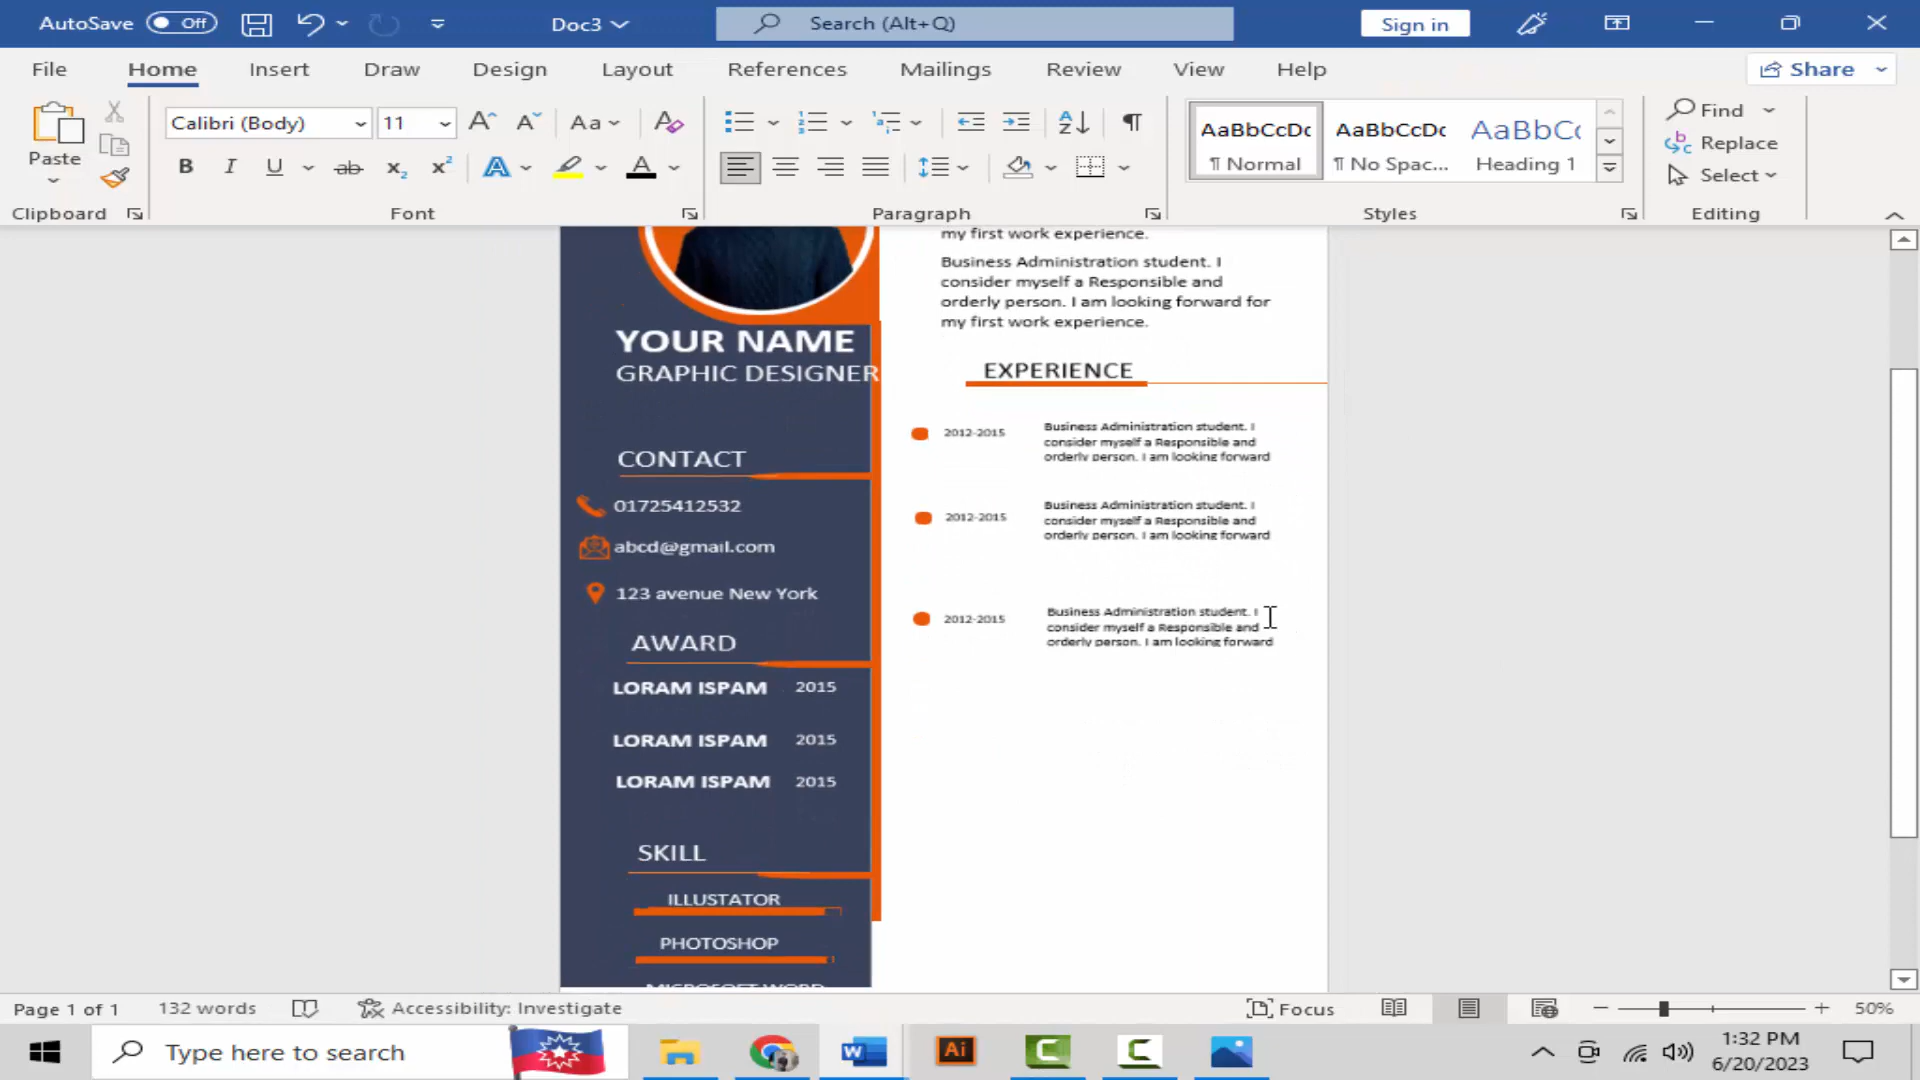 AutoSave Off
Doc3
Search (Alt+Q)
Sign in
File Home Insert Draw Design Layout References Mailings Review View Help
Share
Paste
Clipboard
Calibri (Body) 11
Aa
B I U ab x₂ x² A A
Font
Paragraph
AaBbCcDc AaBbCcDc AaBbC
¶ Normal ¶ No Spac... Heading 1
Styles
Find
Replace
Select
Editing
YOUR NAME
GRAPHIC DESIGNER
CONTACT
01725412532
abcd@gmail.com
123 avenue New York
AWARD
LORAM ISPAM 2015
LORAM ISPAM 2015
LORAM ISPAM 2015
SKILL
ILLUSTATOR
PHOTOSHOP
MICROSOFT WORD
my first work experience.
Business Administration student. I
consider myself a Responsible and
orderly person. I am looking forward for
my first work experience.
EXPERIENCE
2012-2015
Business Administration student. I
consider myself a Responsible and
orderly person. I am looking forward
2012-2015
Business Administration student. I
consider myself a Responsible and
orderly person. I am looking forward
2012-2015
Business Administration student. I
consider myself a Responsible and
orderly person. I am looking forward
Page 1 of 1 132 words Accessibility: Investigate Focus 50%
Type here to search
Ai
1:32 PM
6/20/2023